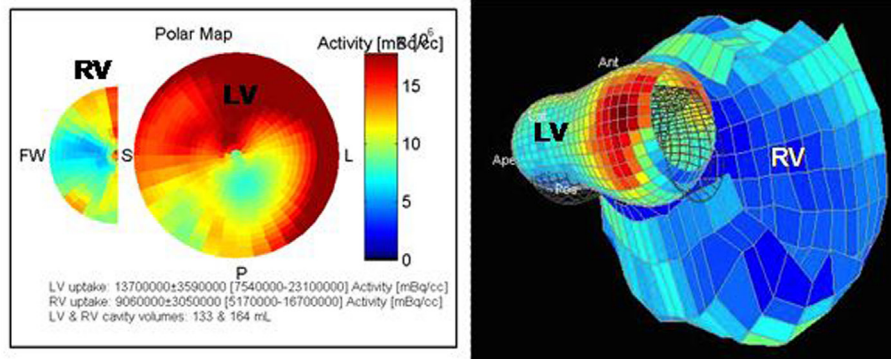 Polar Map
Activity [mBq/cc]
RV
LV
15
10
5
0
FW
S
L
P
LV uptake: 13700000±3590000 [7540000-23100000] Activity [mBq/cc]
RV uptake: 9060000±3050000 [5170000-16700000] Activity [mBq/cc]
LV & RV cavity volumes: 133 & 164 mL
Ant
LV
Ape
RV